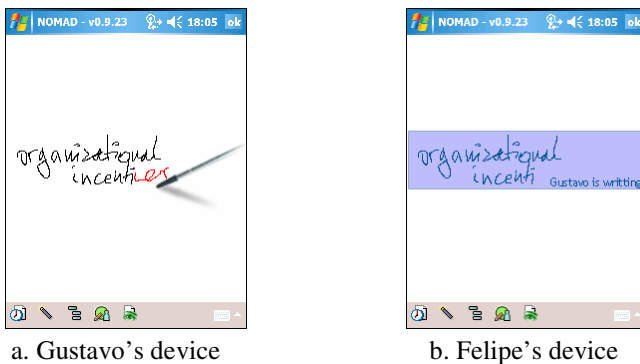 NOMAD - v0.9.23 18:05 ok
organizational
incentives
a. Gustavo's device
NOMAD - v0.9.23 18:05 ok
organizational
incenti
Gustavo is writting
b. Felipe's device